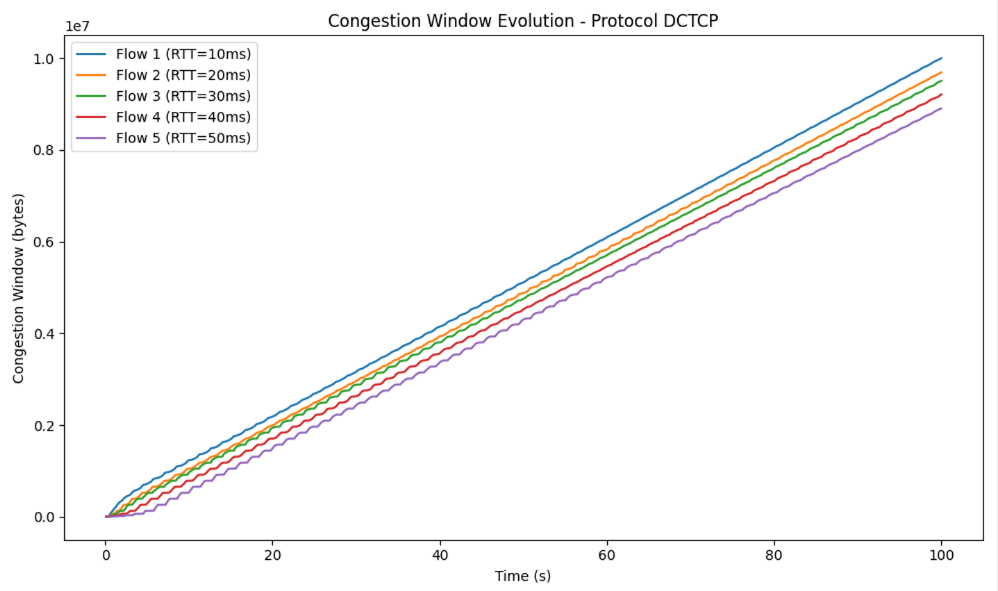 Congestion Window Evolution - Protocol DCTCP
1e7
Flow 1 (RTT=10ms)
Flow 2 (RTT=20ms)
Flow 3 (RTT=30ms)
Flow 4 (RTT=40ms)
Flow 5 (RTT=50ms)
1.0
0.8
0.6
0.4
0.2
0.0
Congestion Window (bytes)
0 20 40 60 80 100
Time (s)